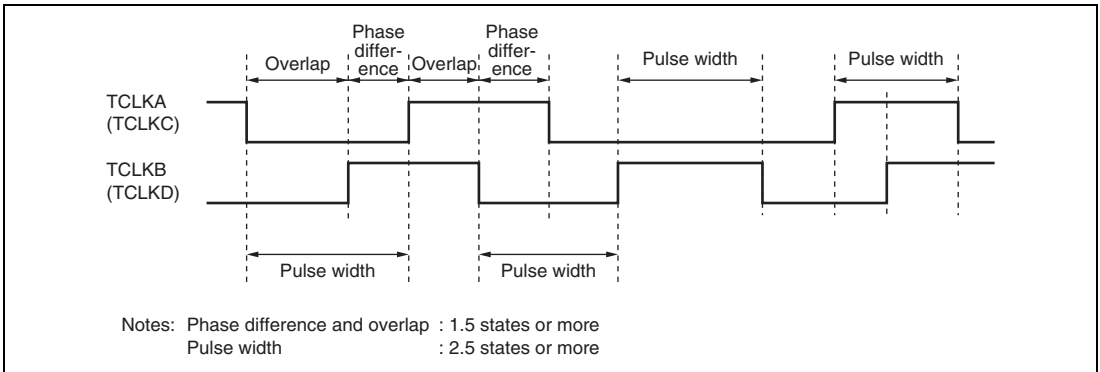 Phase
differ-
ence
Phase
differ-
ence
Overlap
Overlap
Pulse width
Pulse width
TCLKA
(TCLKC)
TCLKB
(TCLKD)
Pulse width
Pulse width
Notes: Phase difference and overlap : 1.5 states or more
Pulse width : 2.5 states or more